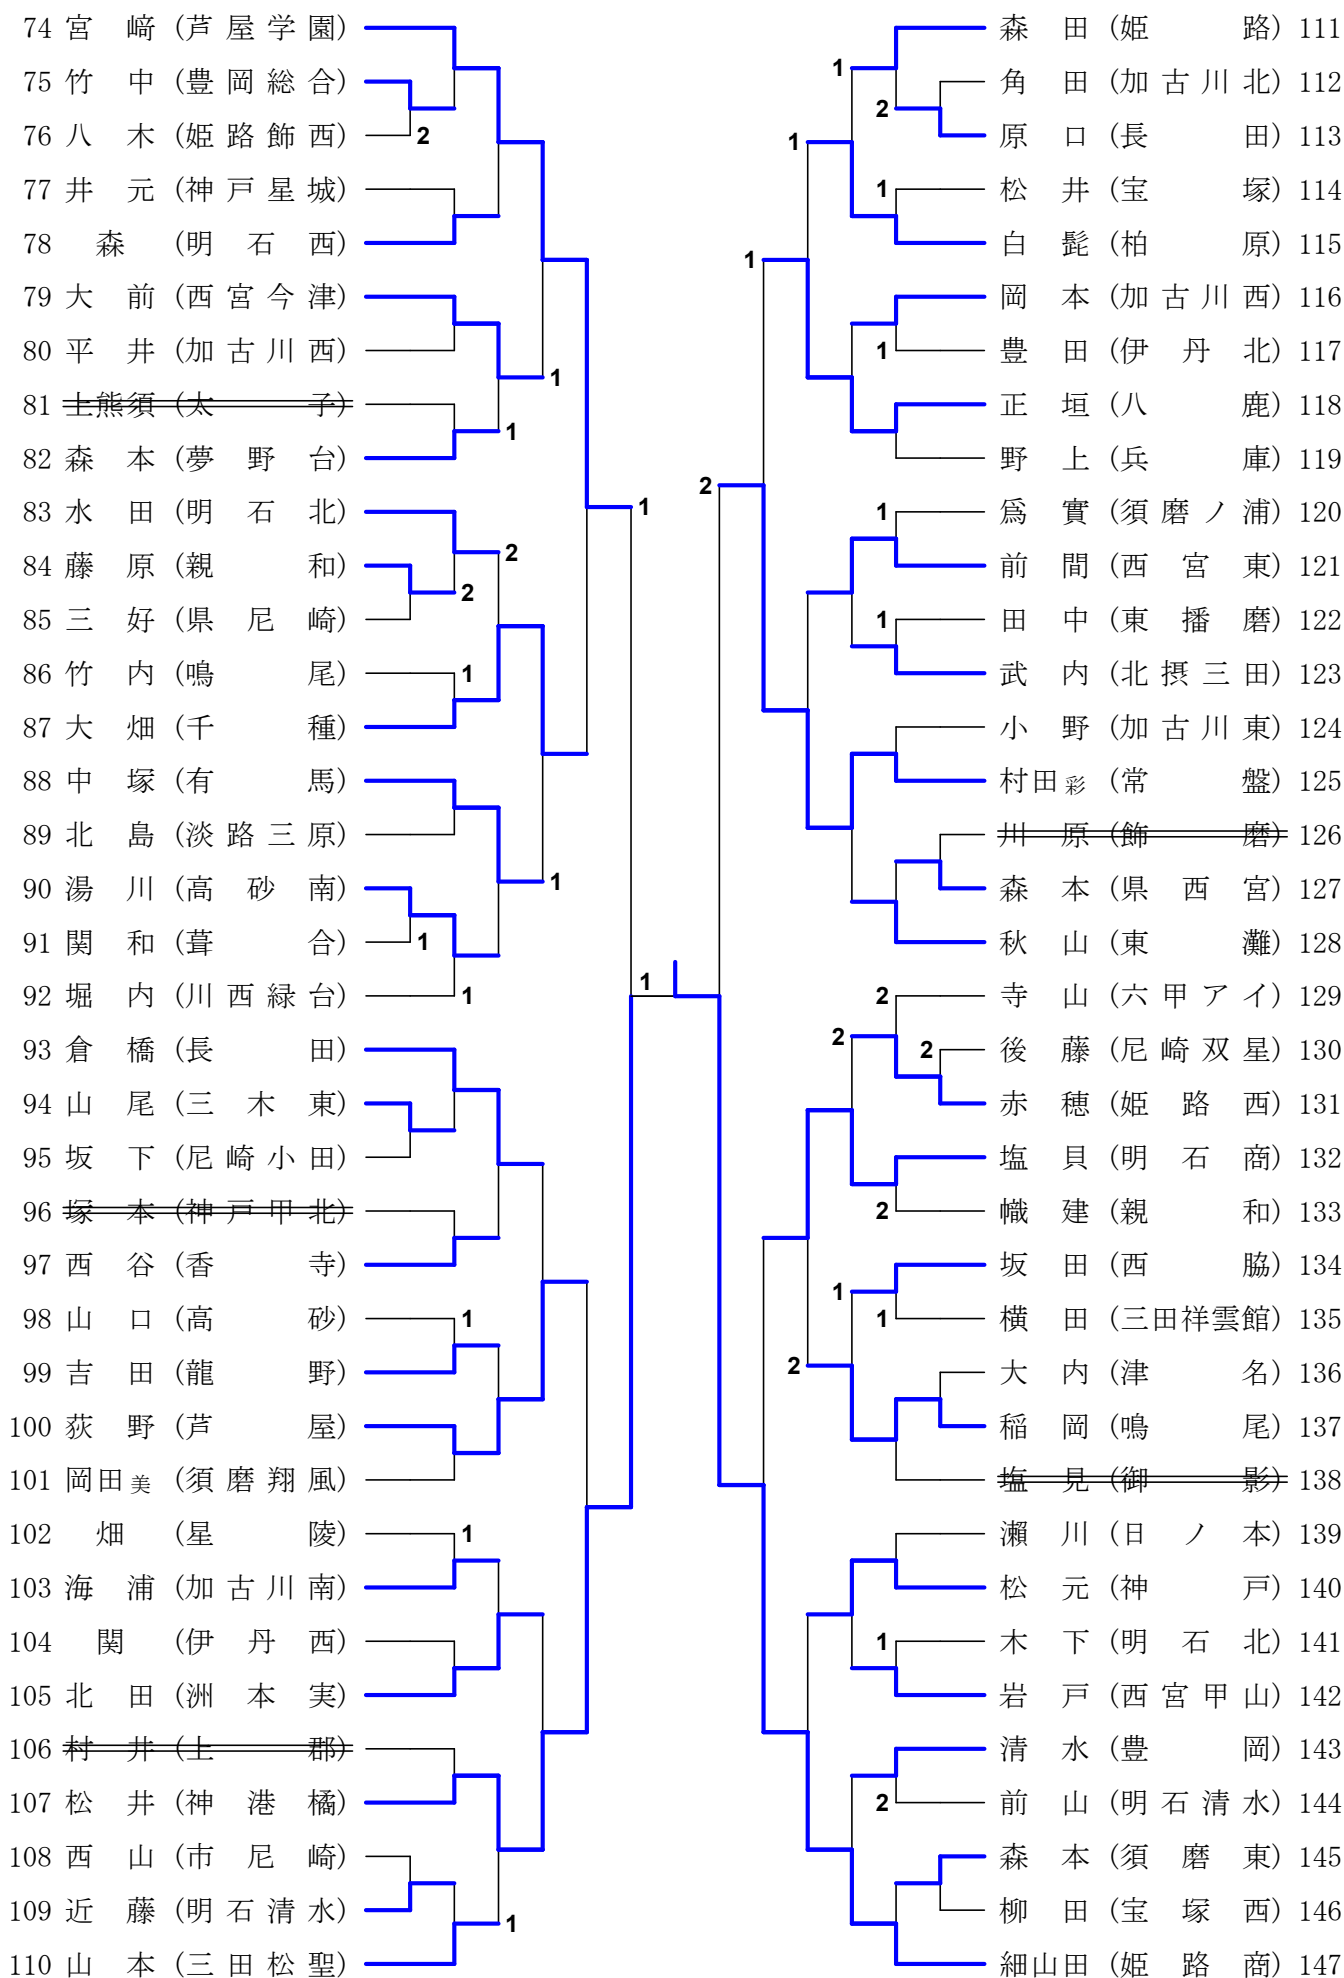 74 宮 﨑 (芦屋学園)
75 竹 中 (豊岡総合)
76 八 木 (姫路飾西)
2
77 井 元 (神戸星城)
78 森 (明石西)
79 大 前 (西宮今津)
80 平 井 (加古川西)
1
81 上熊須 (太子)
1
82 森 本 (夢野台)
1
83 水 田 (明石北)
2
84 藤 原 (親和)
2
85 三 好 (県尼崎)
86 竹 内 (鳴尾)
1
87 大 畑 (千種)
88 中 塚 (有馬)
89 北 島 (淡路三原)
1
90 湯 川 (高砂南)
91 関 和 (葺合)
1
92 堀 内 (川西緑台)
1
1
93 倉 橋 (長田)
94 山 尾 (三木東)
95 坂 下 (尼崎小田)
96 塚 本 (神戸甲北)
97 西 谷 (香寺)
98 山 口 (高砂)
1
99 吉 田 (龍野)
100 荻 野 (芦屋)
101 岡田美 (須磨翔風)
102 畑 (星陵)
1
103 海 浦 (加古川南)
104 関 (伊丹西)
105 北 田 (洲本実)
106 村 井 (上郡)
107 松 井 (神港橘)
108 西 山 (市尼崎)
109 近 藤 (明石清水)
1
110 山 本 (三田松聖)
森 田 (姫路) 111
1
角 田 (加古川北) 112
2
原 口 (長田) 113
1
松 井 (宝塚) 114
1
白 髭 (柏原) 115
1
岡 本 (加古川西) 116
豊 田 (伊丹北) 117
1
正 垣 (八鹿) 118
野 上 (兵庫) 119
2
爲 實 (須磨ノ浦) 120
1
前 間 (西宮東) 121
田 中 (東播磨) 122
1
武 内 (北摂三田) 123
小 野 (加古川東) 124
村田彩 (常盤) 125
川 原 (飾磨) 126
森 本 (県西宮) 127
秋 山 (東灘) 128
寺 山 (六甲アイ) 129
2
2
後 藤 (尼崎双星) 130
2
赤 穂 (姫路西) 131
塩 貝 (明石商) 132
幟 建 (親和) 133
2
坂 田 (西脇) 134
1
横 田 (三田祥雲館) 135
1
2
大 内 (津名) 136
稲 岡 (鳴尾) 137
塩 見 (御影) 138
瀬 川 (日ノ本) 139
松 元 (神戸) 140
木 下 (明石北) 141
1
岩 戸 (西宮甲山) 142
清 水 (豊岡) 143
前 山 (明石清水) 144
2
森 本 (須磨東) 145
柳 田 (宝塚西) 146
細山田 (姫路商) 147